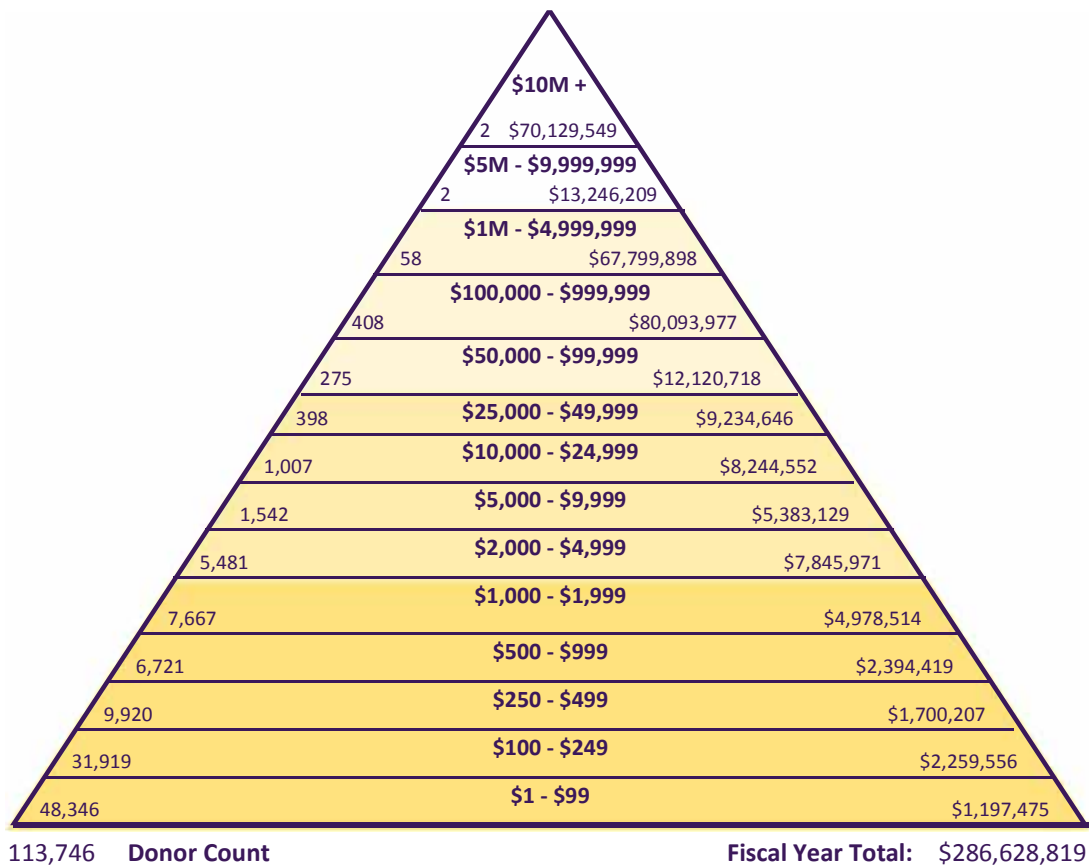 $10M +
2 $70,129,549
$5M - $9,999,999
2 $13,246,209
$1M - $4,999,999
58 $67,799,898
$100,000 - $999,999
408 $80,093,977
$50,000 - $99,999
275 $12,120,718
$25,000 - $49,999
398 $9,234,646
$10,000 - $24,999
1,007 $8,244,552
$5,000 - $9,999
1,542 $5,383,129
$2,000 - $4,999
5,481 $7,845,971
$1,000 - $1,999
7,667 $4,978,514
$500 - $999
6,721 $2,394,419
$250 - $499
9,920 $1,700,207
$100 - $249
31,919 $2,259,556
$1 - $99
48,346 $1,197,475
113,746 Donor Count Fiscal Year Total: $286,628,819